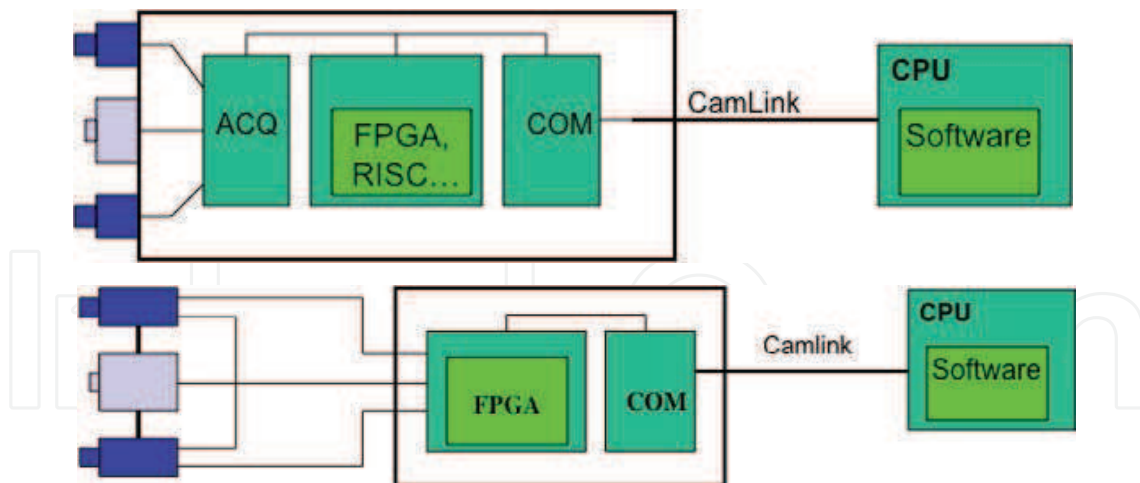 ACQ
FPGA,
RISC...
COM
CamLink
CPU
Software
FPGA
COM
Camlink
CPU
Software